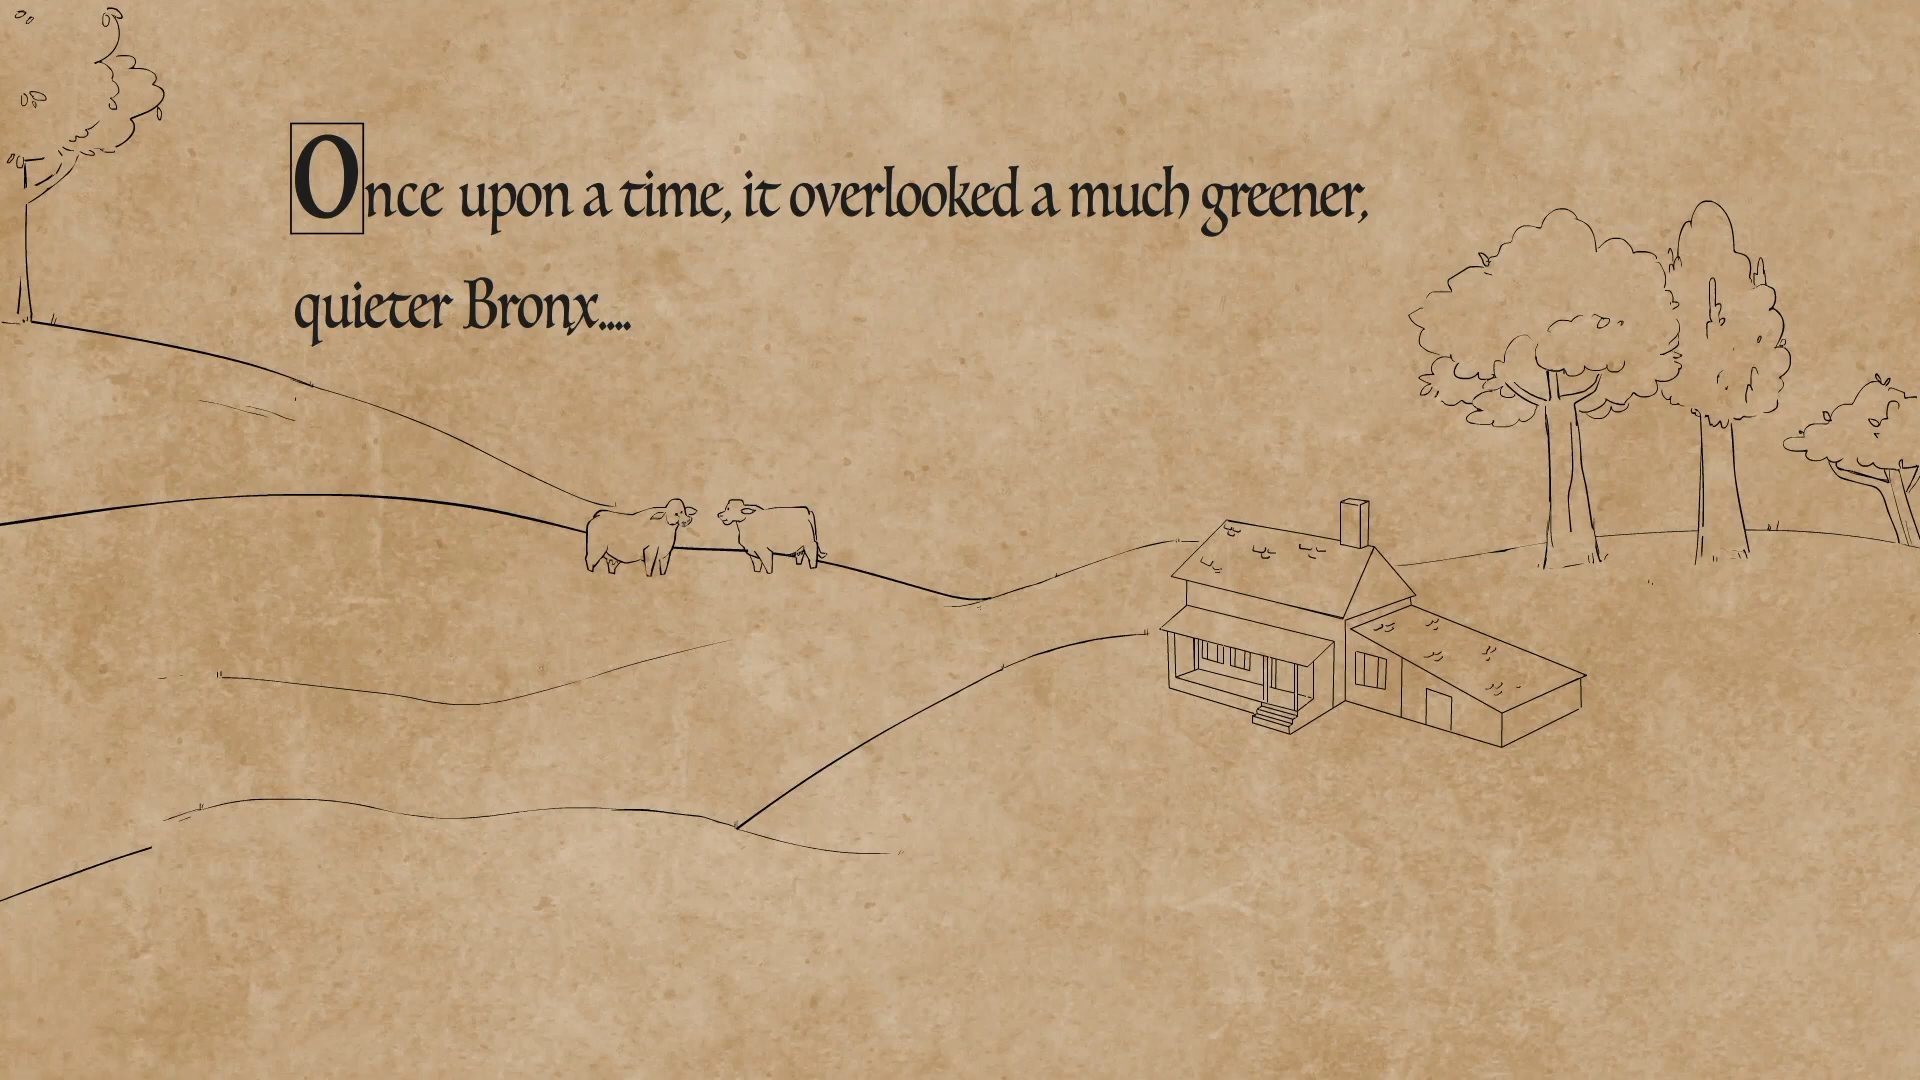 Once upon a time, it overlooked a much greener,
quieter Bronx....